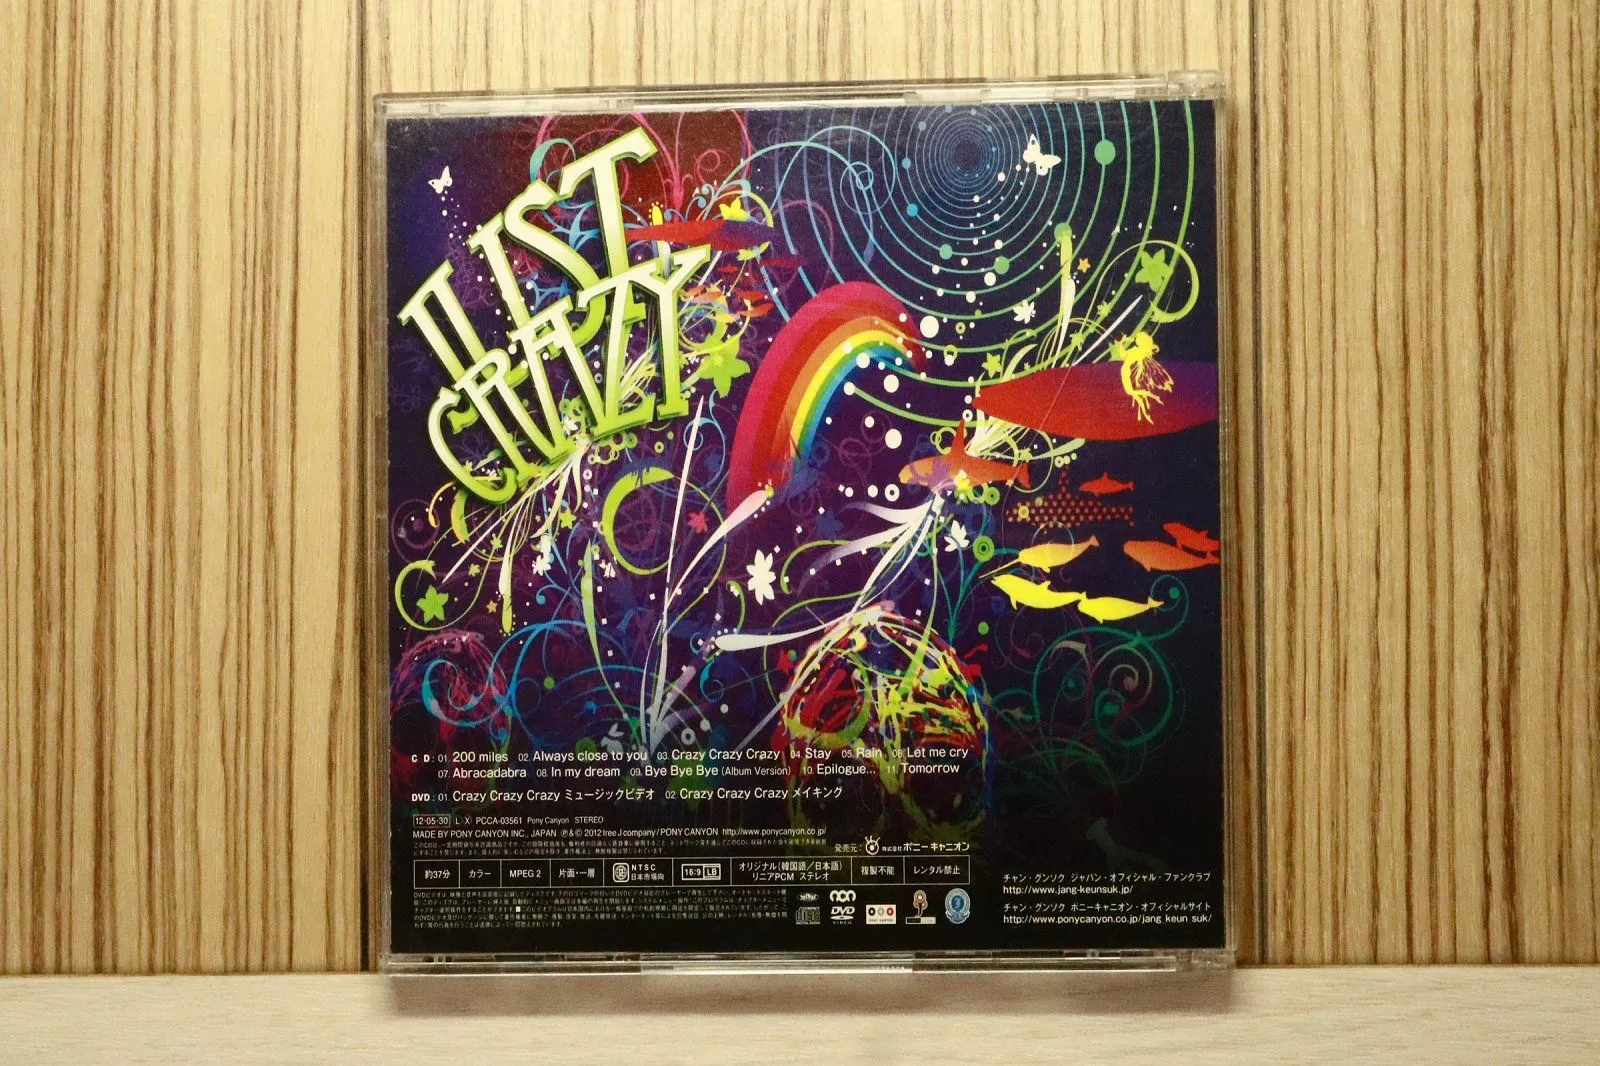 JUST
CRAZY
CD: 01. 200 miles 02. Always close to you 03. Crazy Crazy Crazy 04. Stay 05. Rain 06. Let me cry
07. Abracadabra 08. In my dream 09. Bye Bye Bye (Album Version) 10. Epilogue... 11. Tomorrow
DVD: 01. Crazy Crazy Crazy ミュージックビデオ 02. Crazy Crazy Crazy メイキング
12・05・30 L X PCCA-03561 Pony Canyon STEREO
MADE BY PONY CANYON INC., JAPAN Ⓟ&© 2012 tree J company / PONY CANYON http://www.ponycanyon.co.jp/
発売元: 株式会社 ポニーキャニオン
約37分 カラー MPEG 2 片面・一層 NTSC 日本市場向 16:9 LB オリジナル(韓国語/日本語) リニアPCM ステレオ 複製不能 レンタル禁止
チャン・グンソク ジャパン・オフィシャル・ファンクラブ
http://www.jang-keunsuk.jp/
チャン・グンソク ポニーキャニオン・オフィシャルサイト
http://www.ponycanyon.co.jp/jang keun suk/
COMPACT disc DIGITAL AUDIO
DVD VIDEO
PONY CANYON